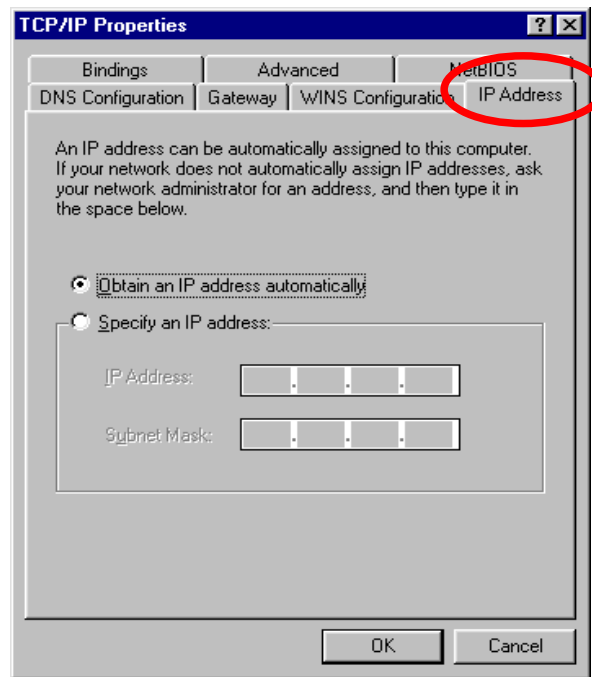 TCP/IP Properties
Bindings Advanced NetBIOS
DNS Configuration Gateway WINS Configuration IP Address
An IP address can be automatically assigned to this computer.
If your network does not automatically assign IP addresses, ask
your network administrator for an address, and then type it in
the space below.
Obtain an IP address automatically
Specify an IP address:
IP Address:
. . .
Subnet Mask:
. . .
OK Cancel